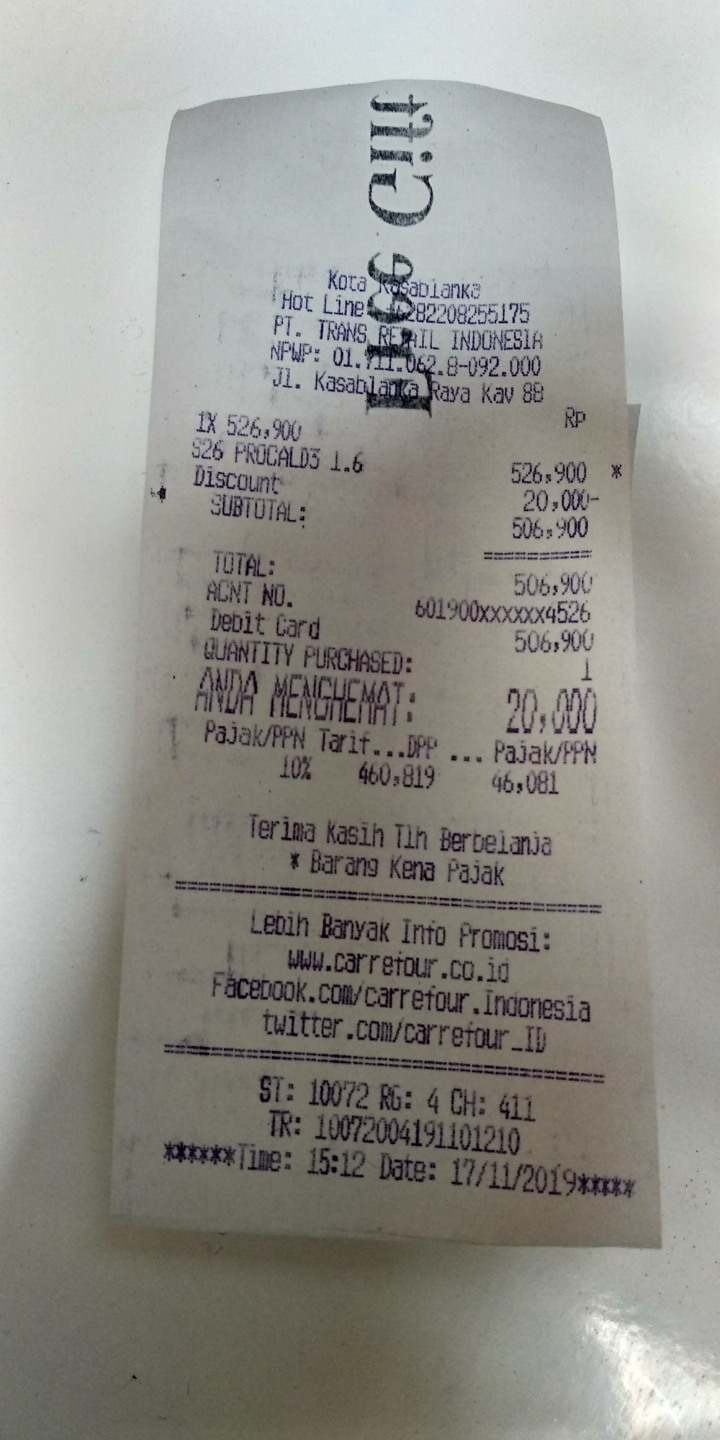 Free Gift
Kota Kasablanka
Hot Line 6282208255175
PT. TRANS RETAIL INDONESIA
NPWP: 01.711.062.8-092.000
Jl. Kasablanka Raya Kav 88
Rp
1X 526,900
S26 PROCALD3 1.6 526,900 *
Discount 20,000-
SUBTOTAL: 506,900
==========
TOTAL: 506,900
ACNT NO. 601900xxxxxx4526
Debit Card 506,900
QUANTITY PURCHASED: 1
ANDA MENGHEMAT: 20,000
Pajak/PPN Tarif...DPP ... Pajak/PPN
10% 460,819 46,081
Terima Kasih Tlh Berbelanja
* Barang Kena Pajak
Lebih Banyak Info Promosi:
www.carrefour.co.id
Facebook.com/carrefour.Indonesia
twitter.com/carrefour_ID
ST: 10072 RG: 4 CH: 411
TR: 10072004191101210
******Time: 15:12 Date: 17/11/2019*****